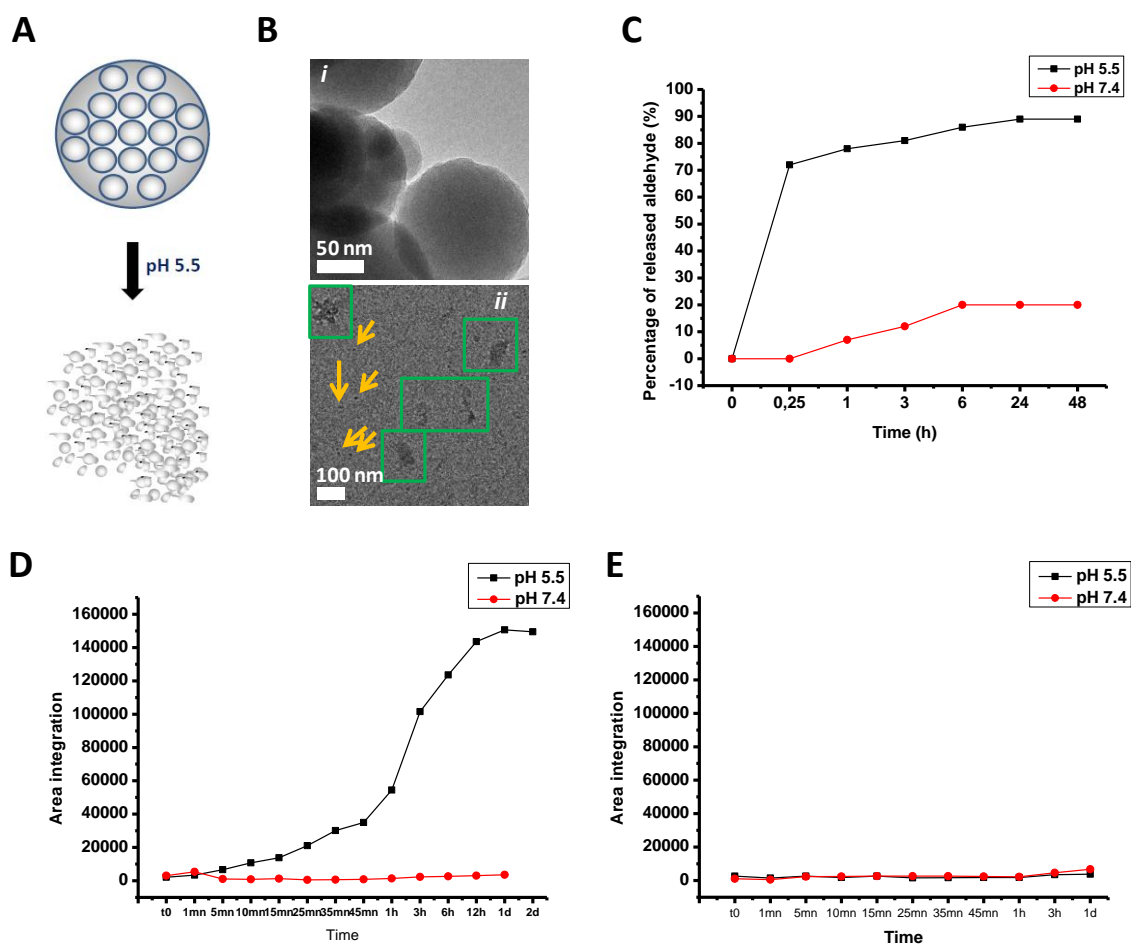 A
pH 5.5
B
i
50 nm
ii
100 nm
C
pH 5.5
pH 7.4
Percentage of released aldehyde (%)
100
90
80
70
60
50
40
30
20
10
0
-10
0 0,25 1 3 6 24 48
Time (h)
D
pH 5.5
pH 7.4
Area integration
160000
140000
120000
100000
80000
60000
40000
20000
0
t0 1mn 5mn 10mn 15mn 25mn 35mn 45mn 1h 3h 6h 12h 1d 2d
Time
E
pH 5.5
pH 7.4
Area integration
160000
140000
120000
100000
80000
60000
40000
20000
0
t0 1mn 5mn 10mn 15mn 25mn 35mn 45mn 1h 3h 1d
Time